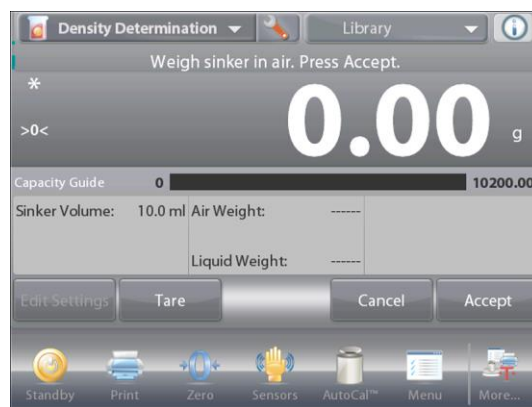 Density Determination Library
Weigh sinker in air. Press Accept.
*
>0<
0.00 g
Capacity Guide 0 10200.00
Sinker Volume: 10.0 ml Air Weight: ------
Liquid Weight: ------
Edit Settings Tare Cancel Accept
Standby Print Zero Sensors AutoCal™ Menu More...